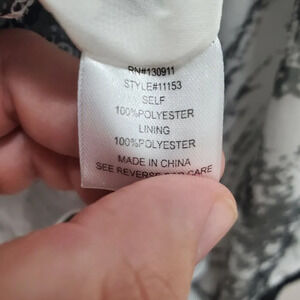 RN#130911
STYLE#11153
SELF
100%POLYESTER
LINING
100%POLYESTER
MADE IN CHINA
SEE REVERSE FOR CARE